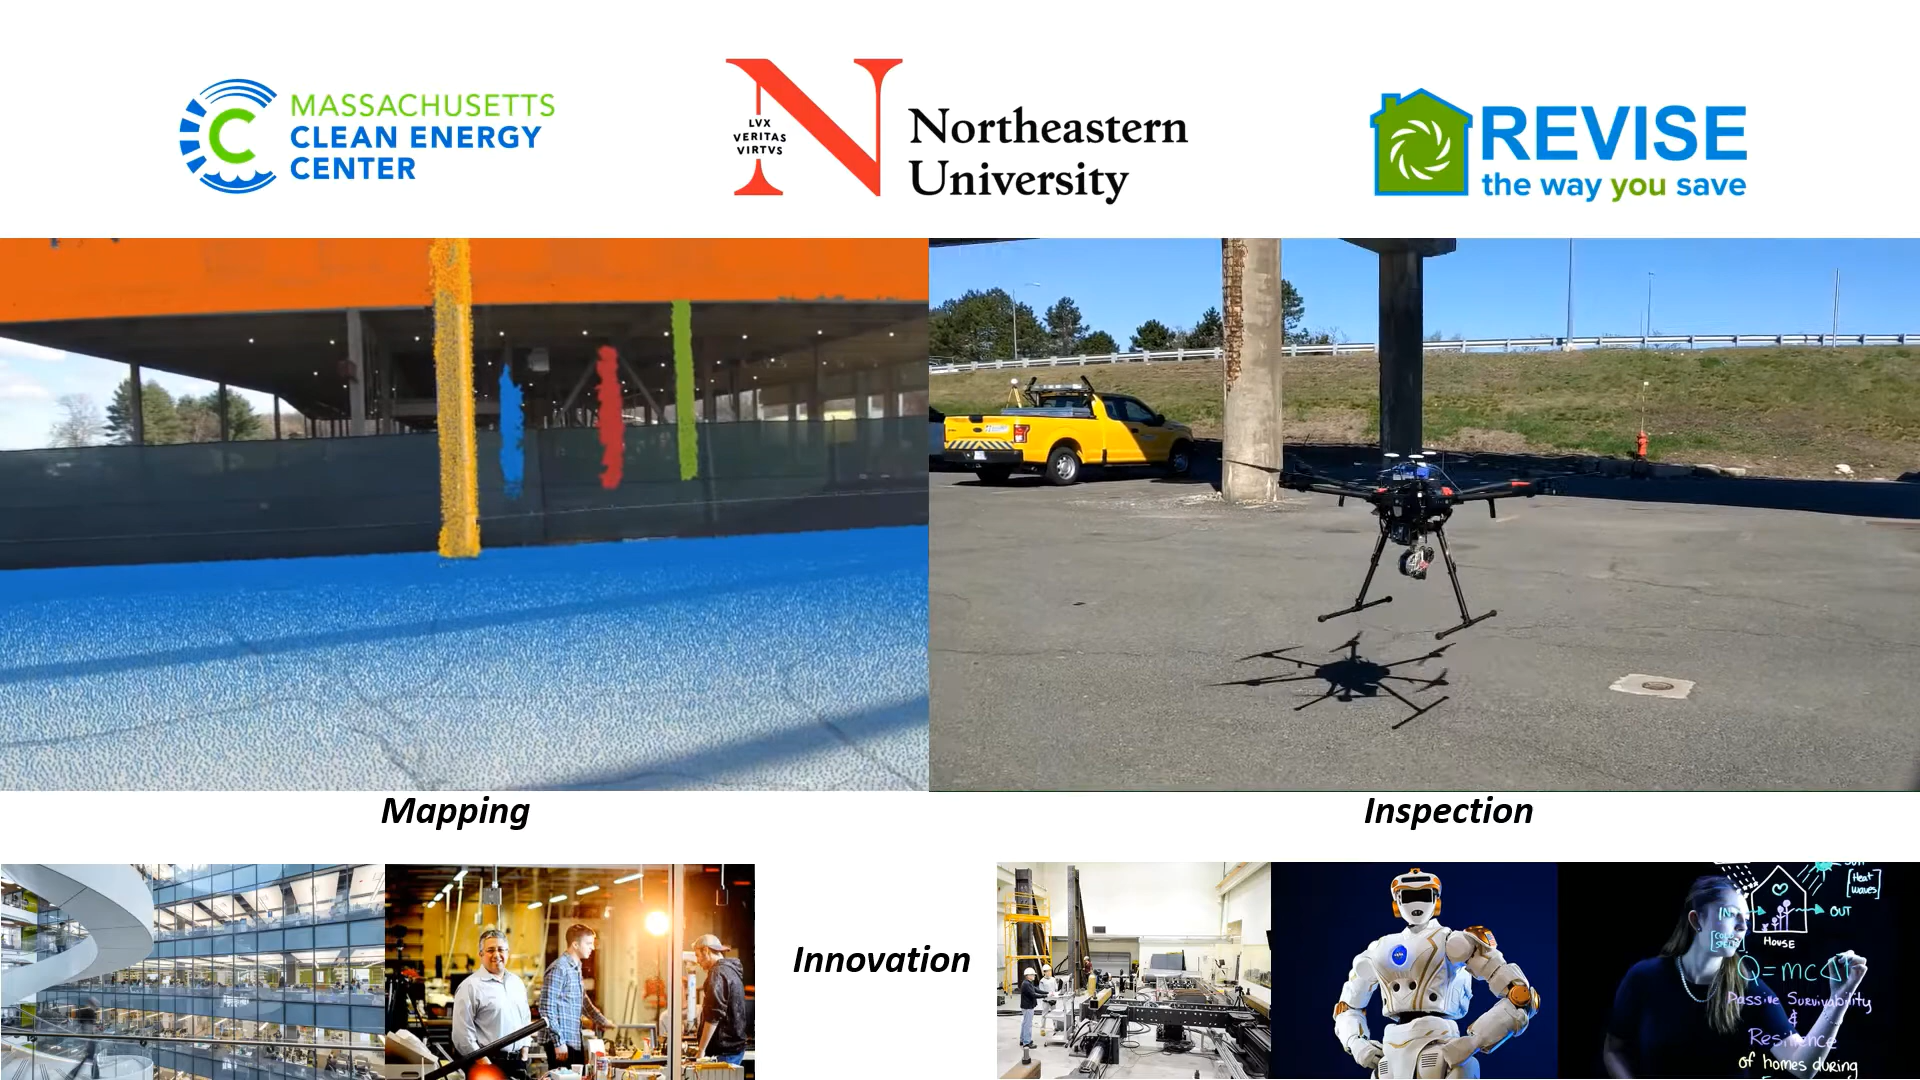 MASSACHUSETTS
CLEAN ENERGY
CENTER
LVX
VERITAS
VIRTVS
Northeastern
University
REVISE
the way you save
Mapping
Inspection
Innovation
[Heat
waves]
IN
OUT
HOUSE
Q=mcΔT
Passive Survivability
&
Resilience
of homes during